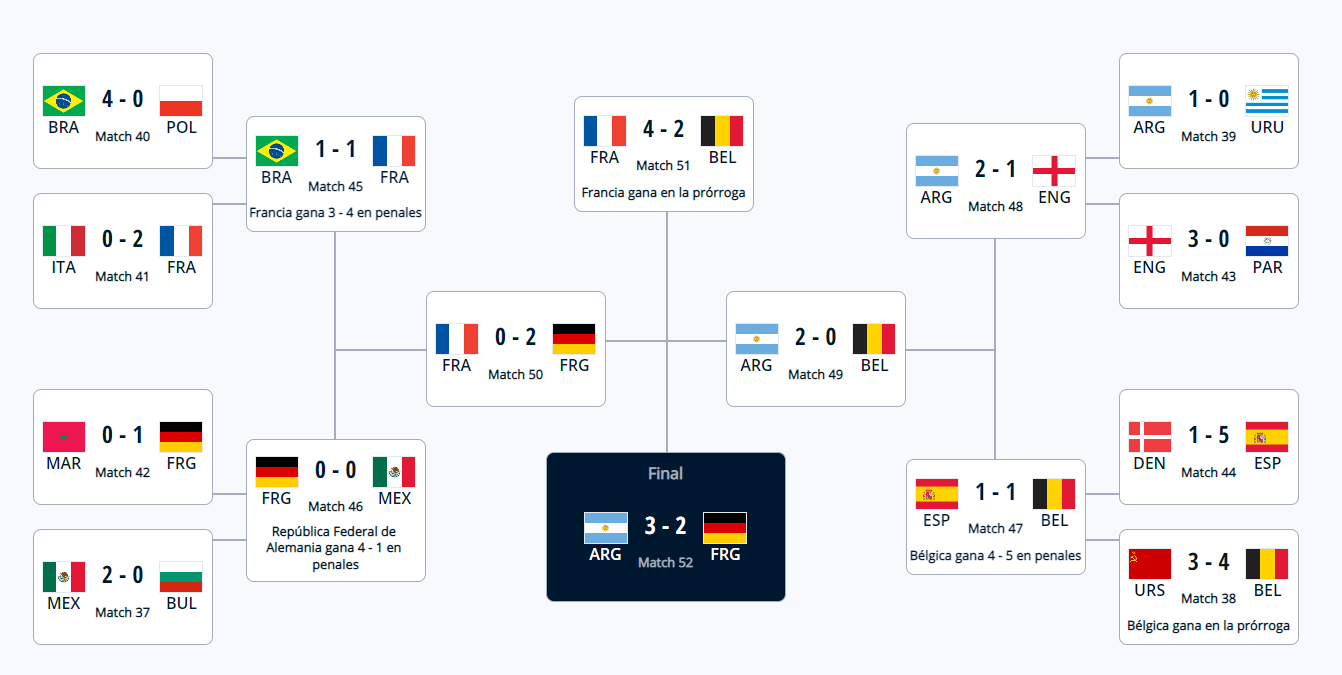 4 - 0
BRA POL
Match 40
0 - 2
ITA FRA
Match 41
1 - 1
BRA FRA
Match 45
Francia gana 3 - 4 en penales
0 - 1
MAR FRG
Match 42
2 - 0
MEX BUL
Match 37
0 - 0
FRG MEX
Match 46
República Federal de
Alemania gana 4 - 1 en
penales
0 - 2
FRA FRG
Match 50
4 - 2
FRA BEL
Match 51
Francia gana en la prórroga
Final
3 - 2
ARG FRG
Match 52
2 - 0
ARG BEL
Match 49
2 - 1
ARG ENG
Match 48
1 - 1
ESP BEL
Match 47
Bélgica gana 4 - 5 en penales
1 - 0
ARG URU
Match 39
3 - 0
ENG PAR
Match 43
1 - 5
DEN ESP
Match 44
3 - 4
URS BEL
Match 38
Bélgica gana en la prórroga